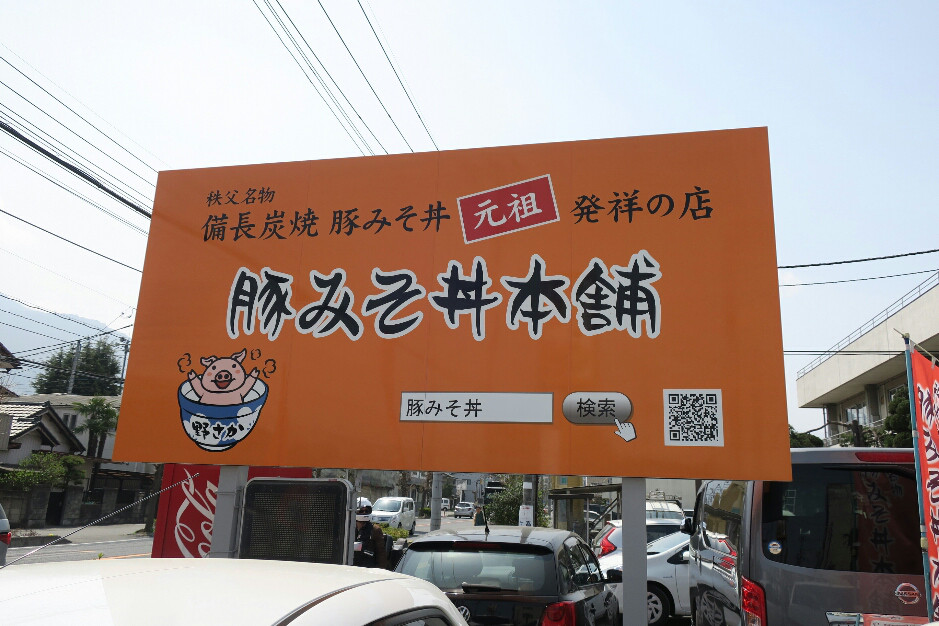 秩父名物
備長炭焼 豚みそ丼 元祖 発祥の店
豚みそ丼本舗
野さか
豚みそ丼 検索